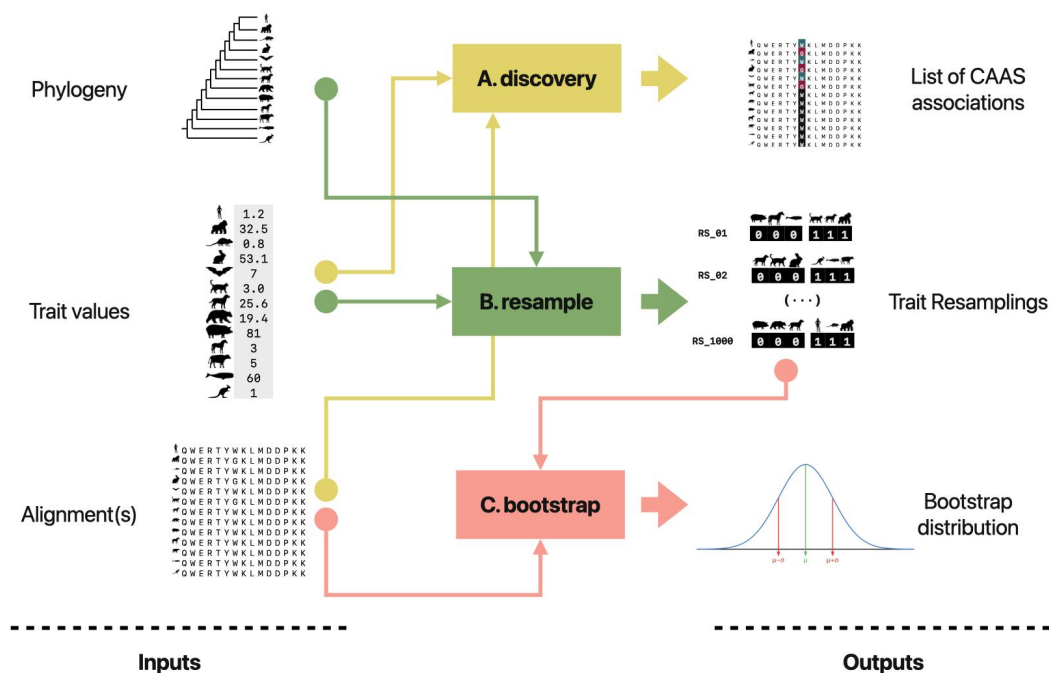 Phylogeny
A. discovery
Q W E R T Y W K L M D D P K K
Q W E R T Y G K L M D D P K K
Q W E R T Y W K L M D D P K K
Q W E R T Y G K L M D D P K K
Q W E R T Y W K L M D D P K K
Q W E R T Y G K L M D D P K K
Q W E R T Y W K L M D D P K K
Q W E R T Y W K L M D D P K K
Q W E R T Y W K L M D D P K K
Q W E R T Y W K L M D D P K K
Q W E R T Y W K L M D D P K K
Q W E R T Y W K L M D D P K K
Q W E R T Y W K L M D D P K K
List of CAAS
associations
Trait values
1.2
32.5
0.8
53.1
7
3.0
25.6
19.4
81
3
5
60
1
B. resample
RS_01 0 0 0 1 1 1
RS_02 0 0 0 1 1 1
(···)
RS_1000 0 0 0 1 1 1
Trait Resamplings
Alignment(s)
Q W E R T Y W K L M D D P K K
Q W E R T Y G K L M D D P K K
Q W E R T Y W K L M D D P K K
Q W E R T Y G K L M D D P K K
Q W E R T Y W K L M D D P K K
Q W E R T Y G K L M D D P K K
Q W E R T Y W K L M D D P K K
Q W E R T Y W K L M D D P K K
Q W E R T Y W K L M D D P K K
Q W E R T Y W K L M D D P K K
Q W E R T Y W K L M D D P K K
Q W E R T Y W K L M D D P K K
Q W E R T Y W K L M D D P K K
C. bootstrap
μ-σ μ μ+σ
Bootstrap
distribution
Inputs
Outputs